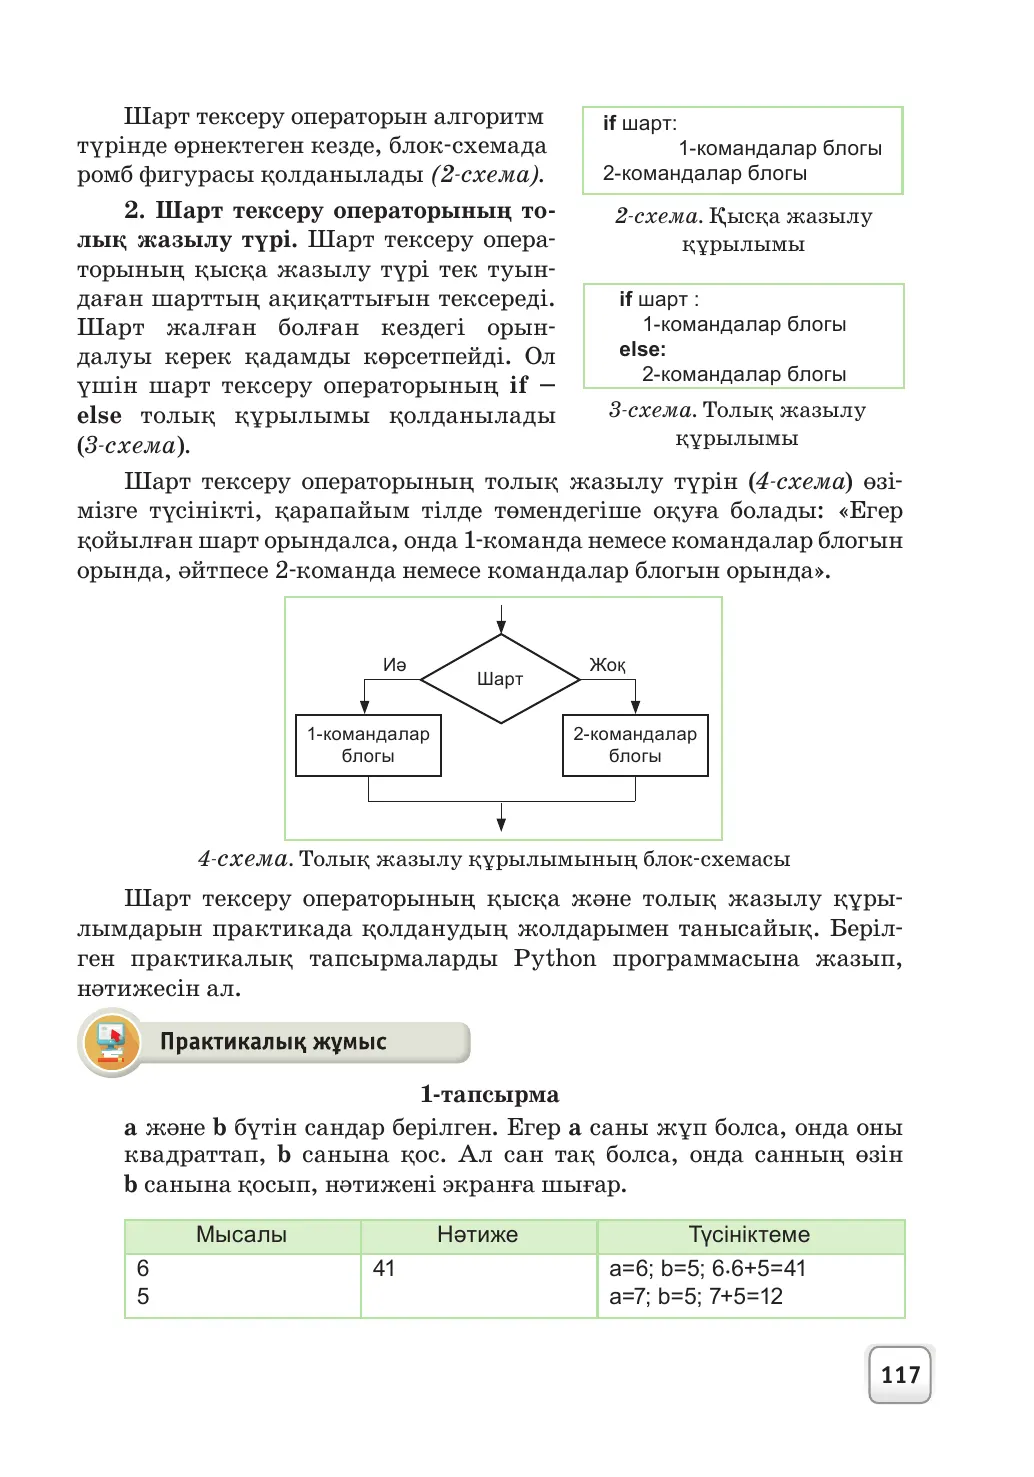 Шарт тексеру операторын алгоритм
түрінде өрнектеген кезде, блок-схемада
ромб фигурасы қолданылады (2-схема).
2. Шарт тексеру операторының то-
лық жазылу түрі. Шарт тексеру опера-
торының қысқа жазылу түрі тек туын-
даған шарттың ақиқаттығын тексереді.
Шарт жалған болған кездегі орын-
далуы керек қадамды көрсетпейді. Ол
үшін шарт тексеру операторының if –
else толық құрылымы қолданылады
(3-схема).
if шарт:
1-командалар блогы
2-командалар блогы
2-схема. Қысқа жазылу
құрылымы
if шарт :
1-командалар блогы
else:
2-командалар блогы
3-схема. Толық жазылу
құрылымы
Шарт тексеру операторының толық жазылу түрін (4-схема) өзі-
мізге түсінікті, қарапайым тілде төмендегіше оқуға болады: «Егер
қойылған шарт орындалса, онда 1-команда немесе командалар блогын
орында, әйтпесе 2-команда немесе командалар блогын орында».
Иә
Шарт
Жоқ
1-командалар
блогы
2-командалар
блогы
4-схема. Толық жазылу құрылымының блок-схемасы
Шарт тексеру операторының қысқа және толық жазылу құры-
лымдарын практикада қолданудың жолдарымен танысайық. Беріл-
ген практикалық тапсырмаларды Python программасына жазып,
нәтижесін ал.
Практикалық жұмыс
1-тапсырма
a және b бүтін сандар берілген. Егер a саны жұп болса, онда оны
квадраттап, b санына қос. Ал сан тақ болса, онда санның өзін
b санына қосып, нәтижені экранға шығар.
Мысалы Нәтиже Түсініктеме
6 41 a=6; b=5; 6·6+5=41
5 a=7; b=5; 7+5=12
117